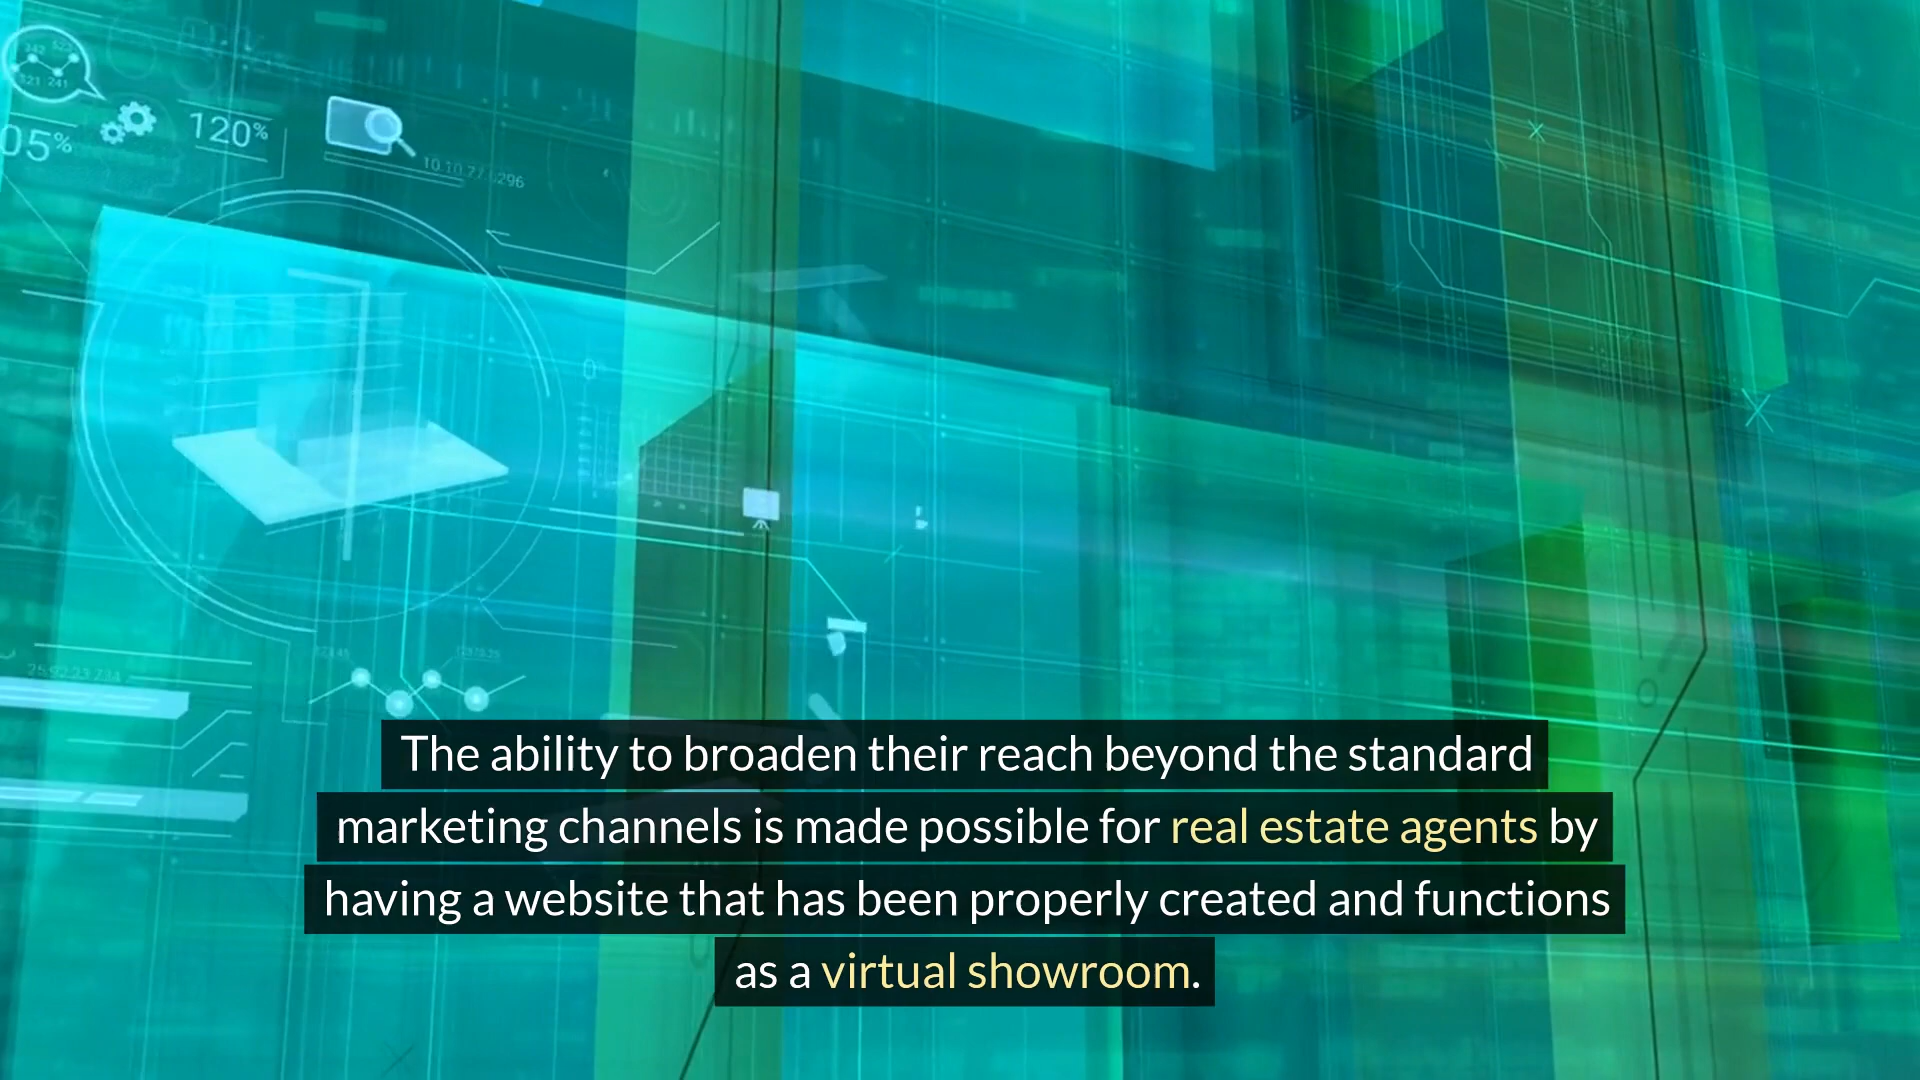 120%
05%
The ability to broaden their reach beyond the standard
marketing channels is made possible for real estate agents by
having a website that has been properly created and functions
as a virtual showroom.